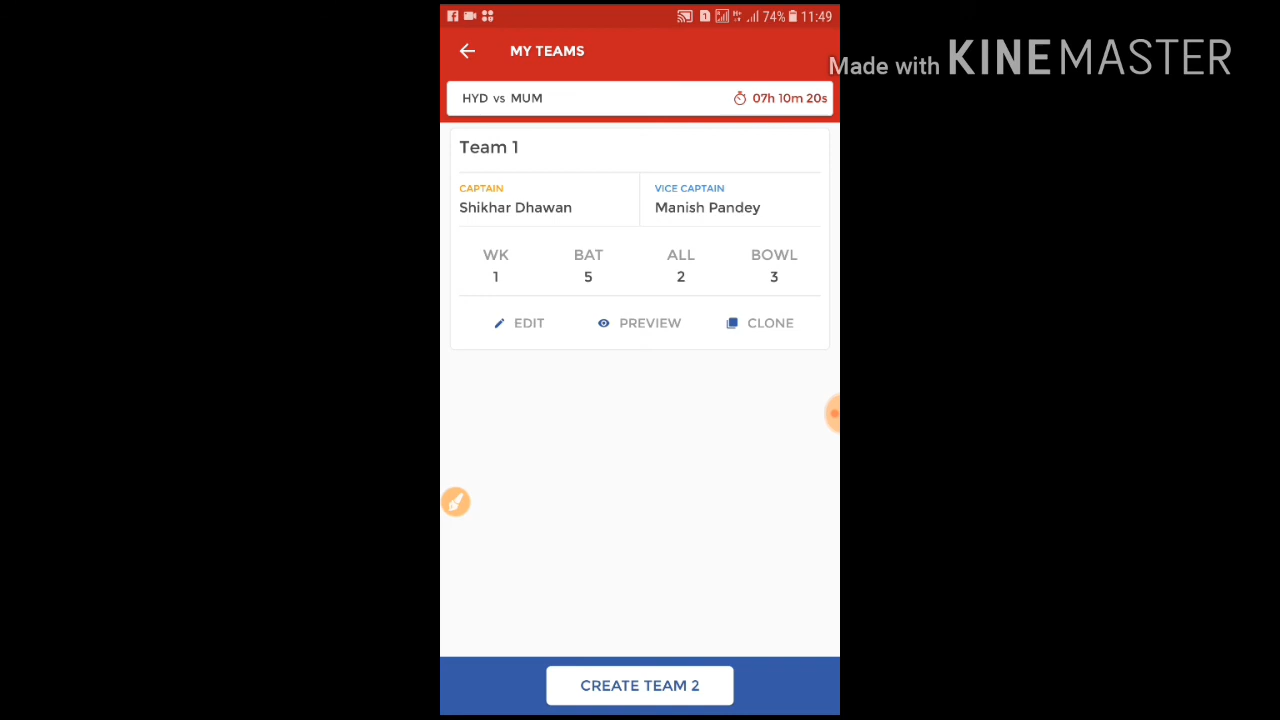 74% 11:49
MY TEAMS
Made with KINEMASTER
HYD vs MUM 07h 10m 20s
Team 1
CAPTAIN VICE CAPTAIN
Shikhar Dhawan Manish Pandey
WK BAT ALL BOWL
1 5 2 3
EDIT PREVIEW CLONE
CREATE TEAM 2